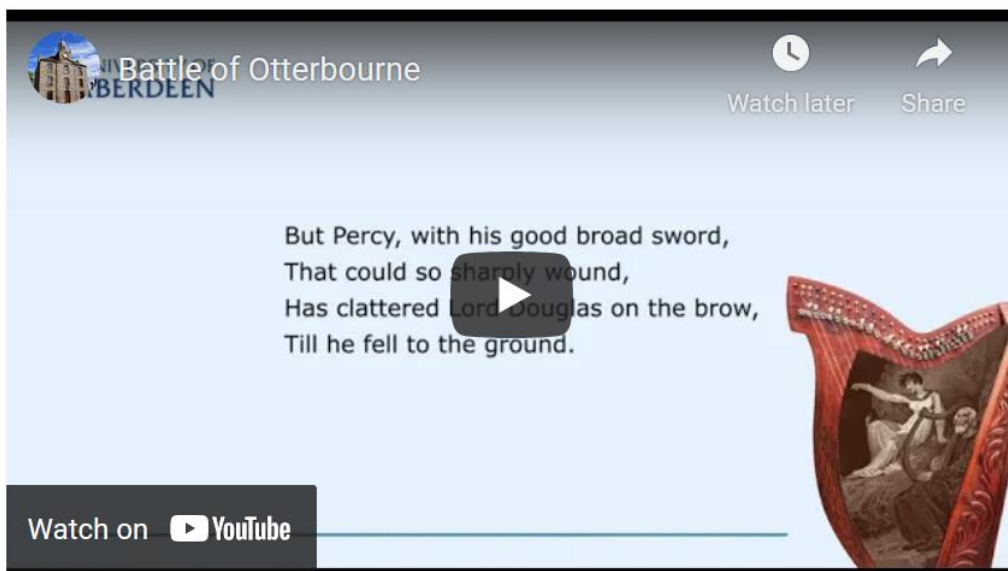 Battle of Otterbourne
ABERDEEN
Watch later
Share
But Percy, with his good broad sword,
That could so sharply wound,
Has clattered Lord Douglas on the brow,
Till he fell to the ground.
Watch on YouTube